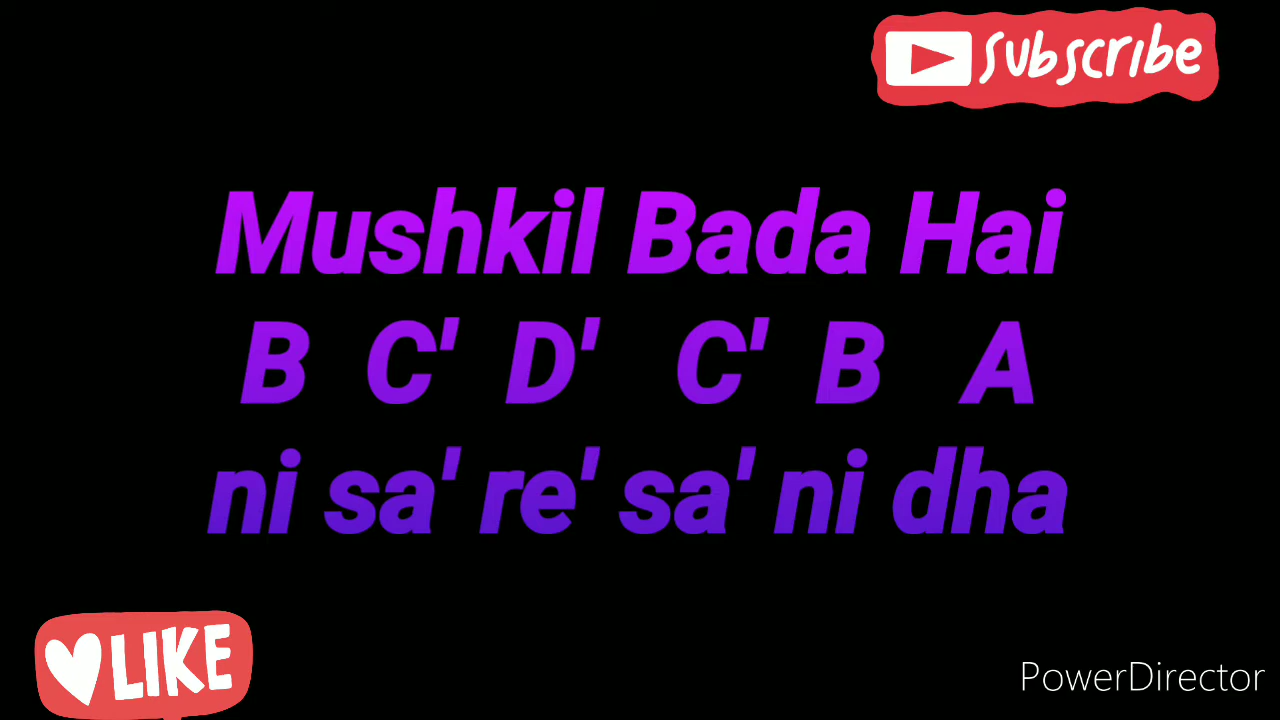 Subscribe
Mushkil Bada Hai
B C' D' C' B A
ni sa' re' sa' ni dha
LIKE
PowerDirector